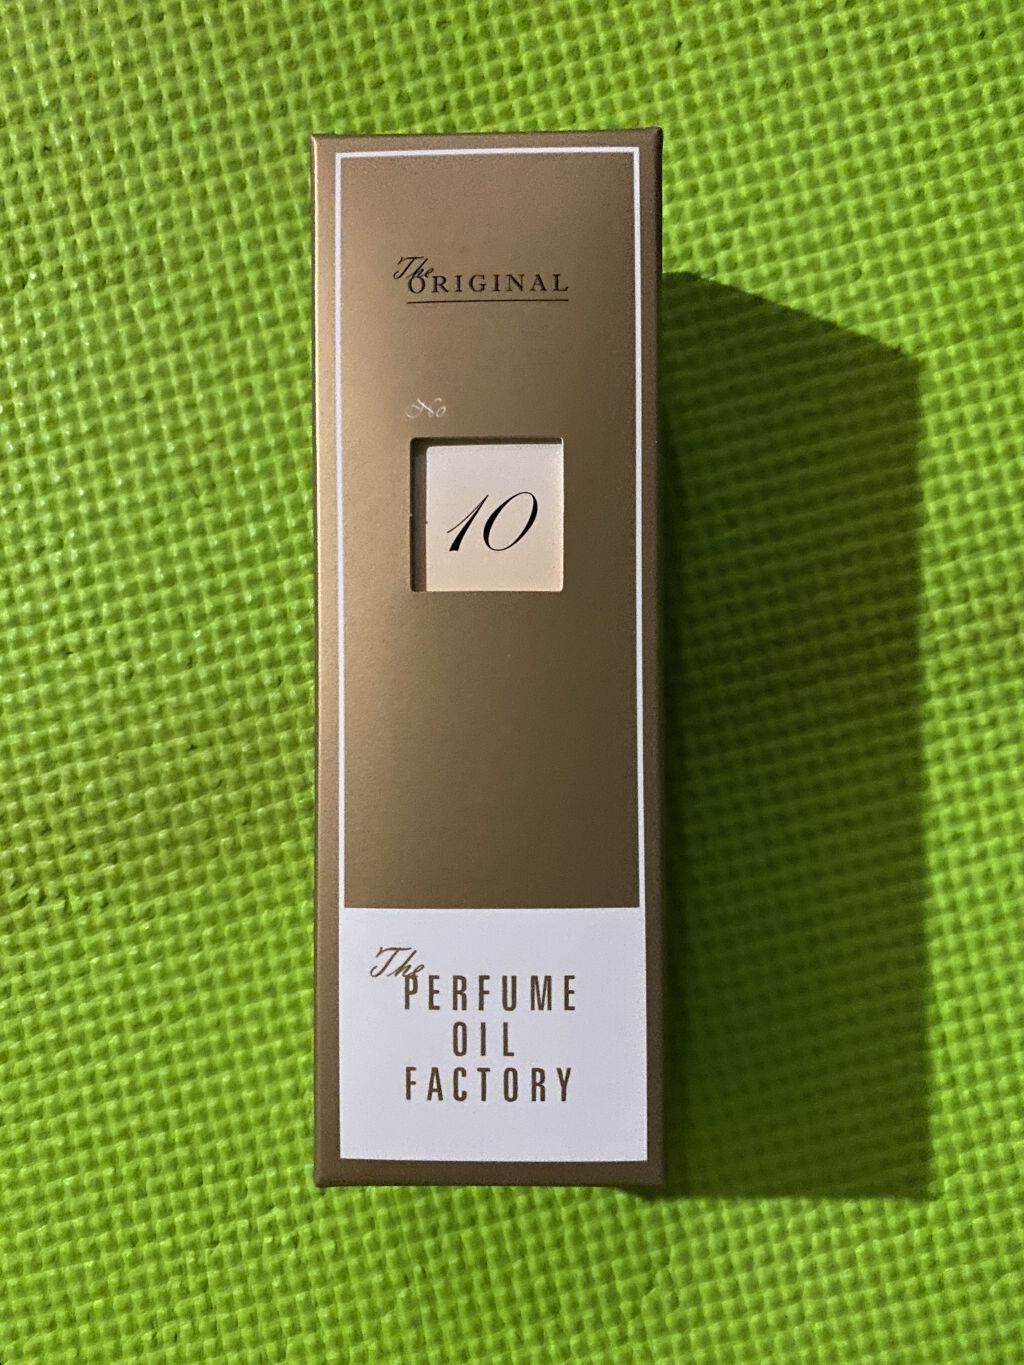 The
ORIGINAL
No
10
The
PERFUME
OIL
FACTORY